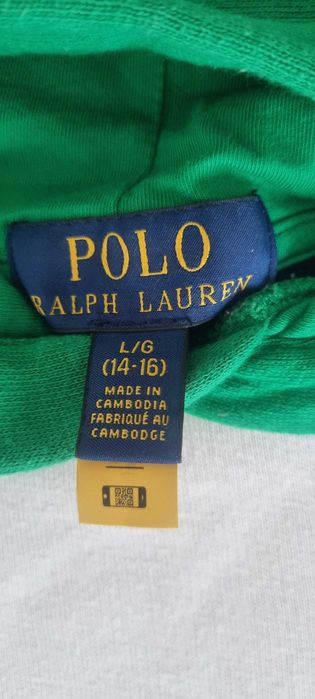 POLO
RALPH LAUREN
L/G
(14-16)
MADE IN
CAMBODIA
FABRIQUÉ AU
CAMBODGE